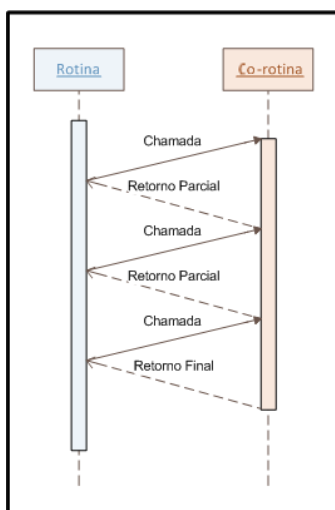 Rotina
Co-rotina
Chamada
Retorno Parcial
Chamada
Retorno Parcial
Chamada
Retorno Final